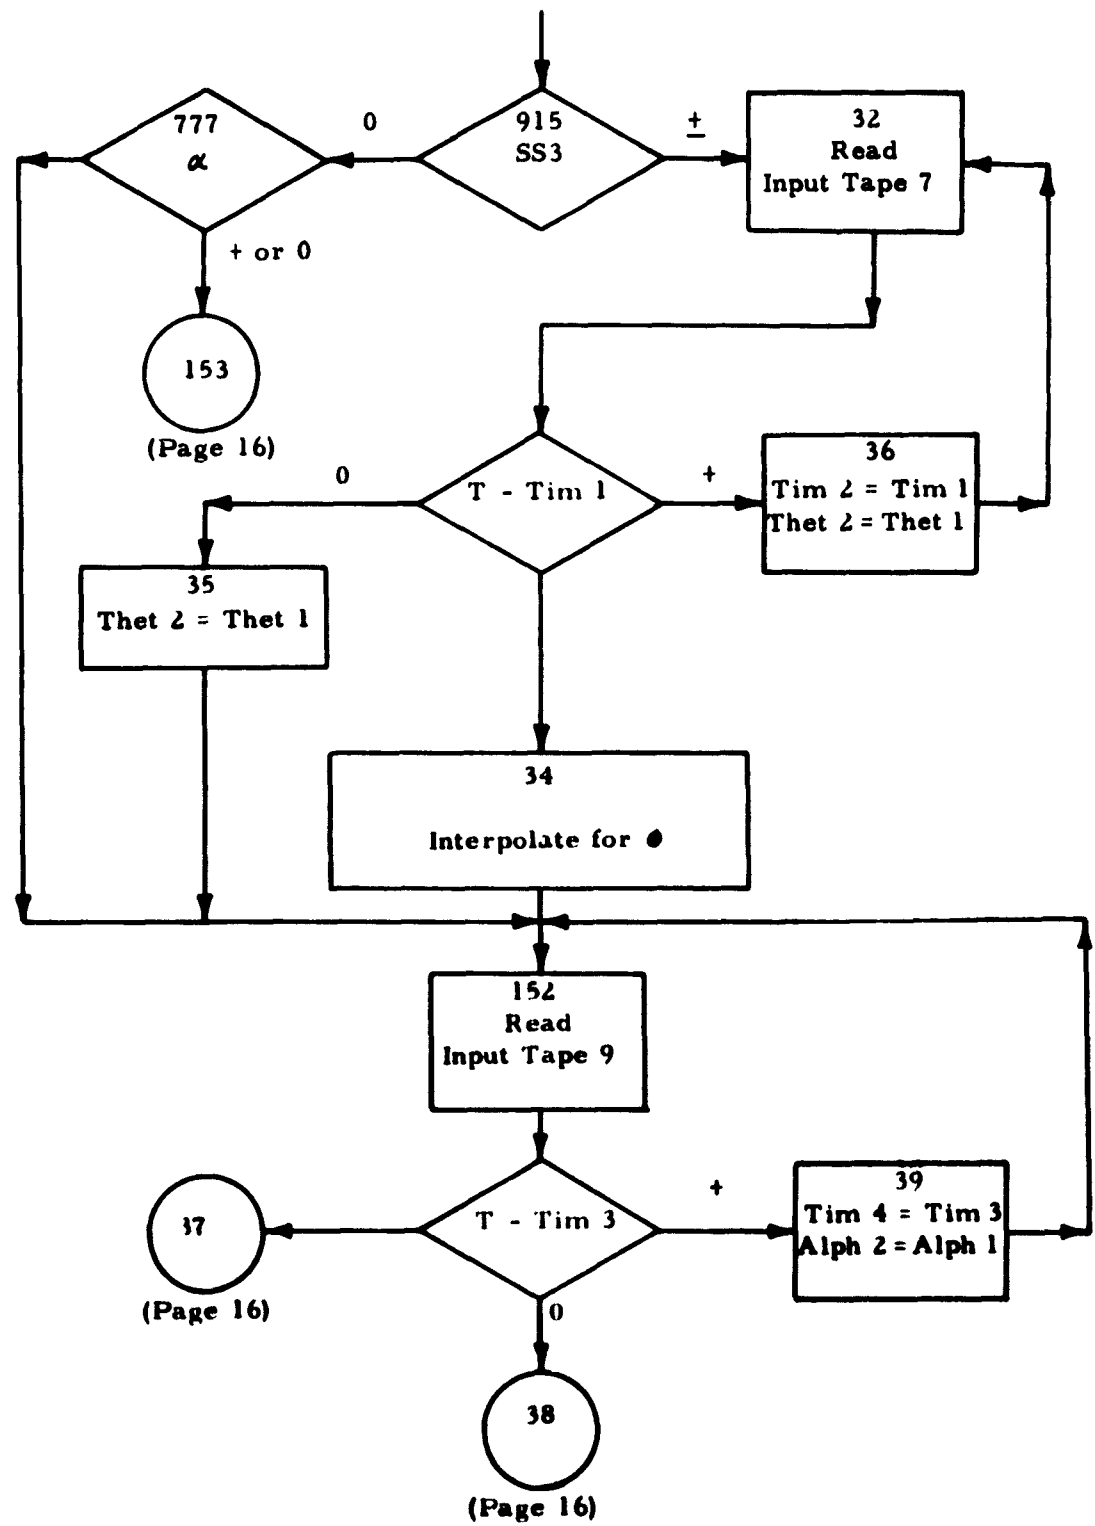 777
α
0
915
SS3
±
32
Read
Input Tape 7
+ or 0
153
(Page 16)
0
T - Tim 1
+
36
Tim 2 = Tim 1
Thet 2 = Thet 1
35
Thet 2 = Thet 1
34
Interpolate for
152
Read
Input Tape 9
37
(Page 16)
T - Tim 3
+
39
Tim 4 = Tim 3
Alph 2 = Alph 1
0
38
(Page 16)